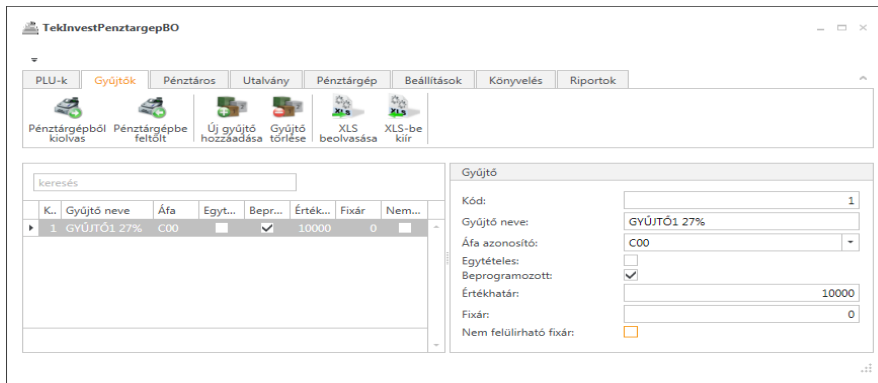 TekInvestPenztargepBO
PLU-k Gyűjtők Pénztáros Utalvány Pénztárgép Beállítások Könyvelés Riportok
Pénztárgépből kiolvas
Pénztárgépbe feltölt
Új gyűjtő hozzáadása
Gyűjtő törlése
XLS beolvasása
XLS-be kiír
keresés
K.. Gyűjtő neve Áfa Egyt... Bepr... Érték... Fixár Nem...
1 GYŰJTŐ1 27% C00 10000 0
Gyűjtő
Kód: 1
Gyűjtő neve: GYŰJTŐ1 27%
Áfa azonosító: C00
Egytételes:
Beprogramozott:
Értékhatár: 10000
Fixár: 0
Nem felülirható fixár: